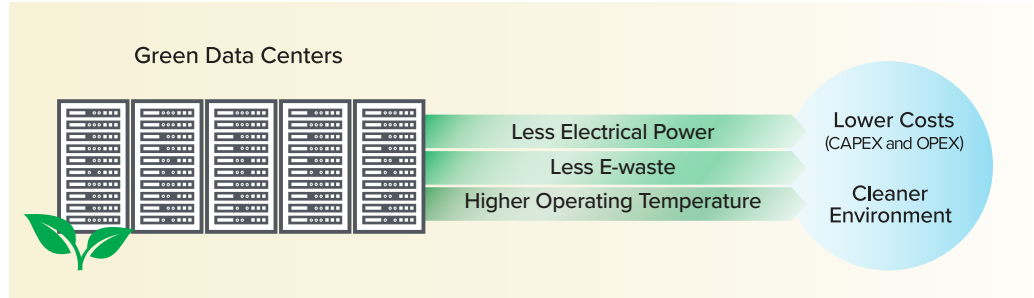 Green Data Centers
Less Electrical Power
Less E-waste
Higher Operating Temperature
Lower Costs
(CAPEX and OPEX)
Cleaner
Environment